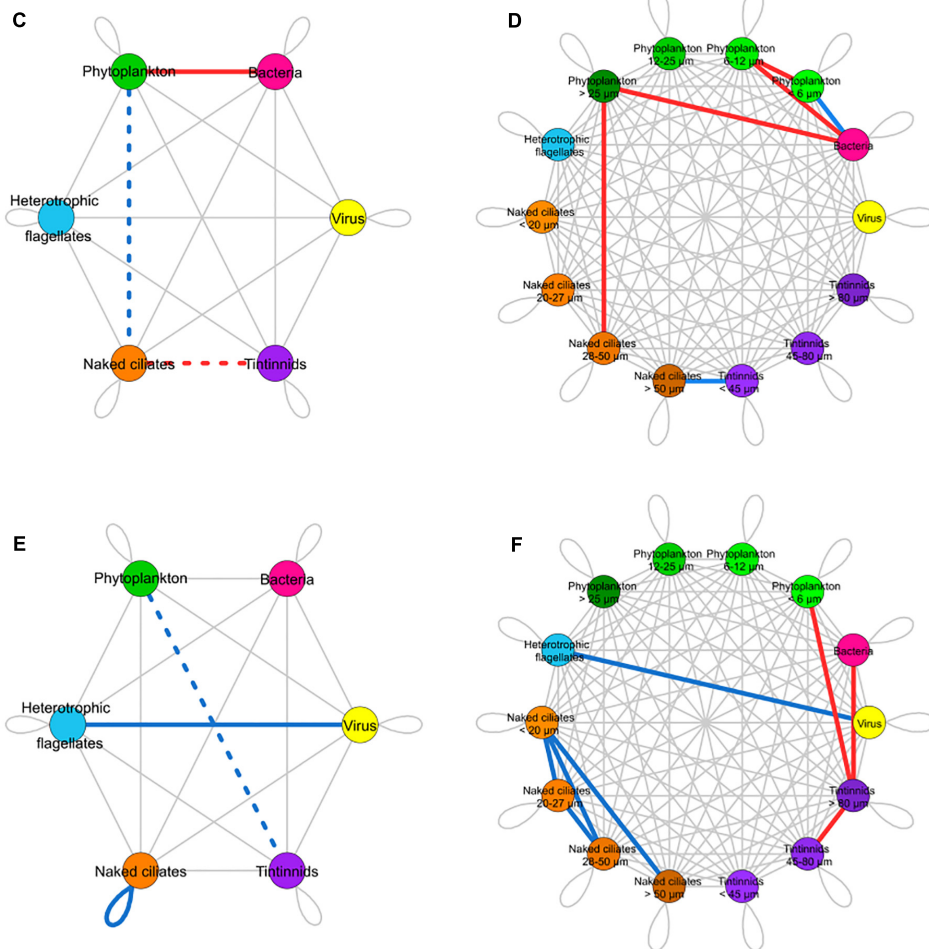 C
Phytoplankton
Bacteria
Heterotrophic
flagellates
Virus
Naked ciliates
Tintinnids
D
Phytoplankton
12-25 µm
Phytoplankton
6-12 µm
Phytoplankton
> 25 µm
Phytoplankton
< 6 µm
Heterotrophic
flagellates
Bacteria
Naked ciliates
< 20 µm
Virus
Naked ciliates
20-27 µm
Tintinnids
> 80 µm
Naked ciliates
28-50 µm
Tintinnids
45-80 µm
Naked ciliates
> 50 µm
Tintinnids
< 45 µm
E
Phytoplankton
Bacteria
Heterotrophic
flagellates
Virus
Naked ciliates
Tintinnids
F
Phytoplankton
12-25 µm
Phytoplankton
6-12 µm
Phytoplankton
> 25 µm
Phytoplankton
< 6 µm
Heterotrophic
flagellates
Bacteria
Naked ciliates
< 20 µm
Virus
Naked ciliates
20-27 µm
Tintinnids
> 80 µm
Naked ciliates
28-50 µm
Tintinnids
45-80 µm
Naked ciliates
> 50 µm
Tintinnids
< 45 µm